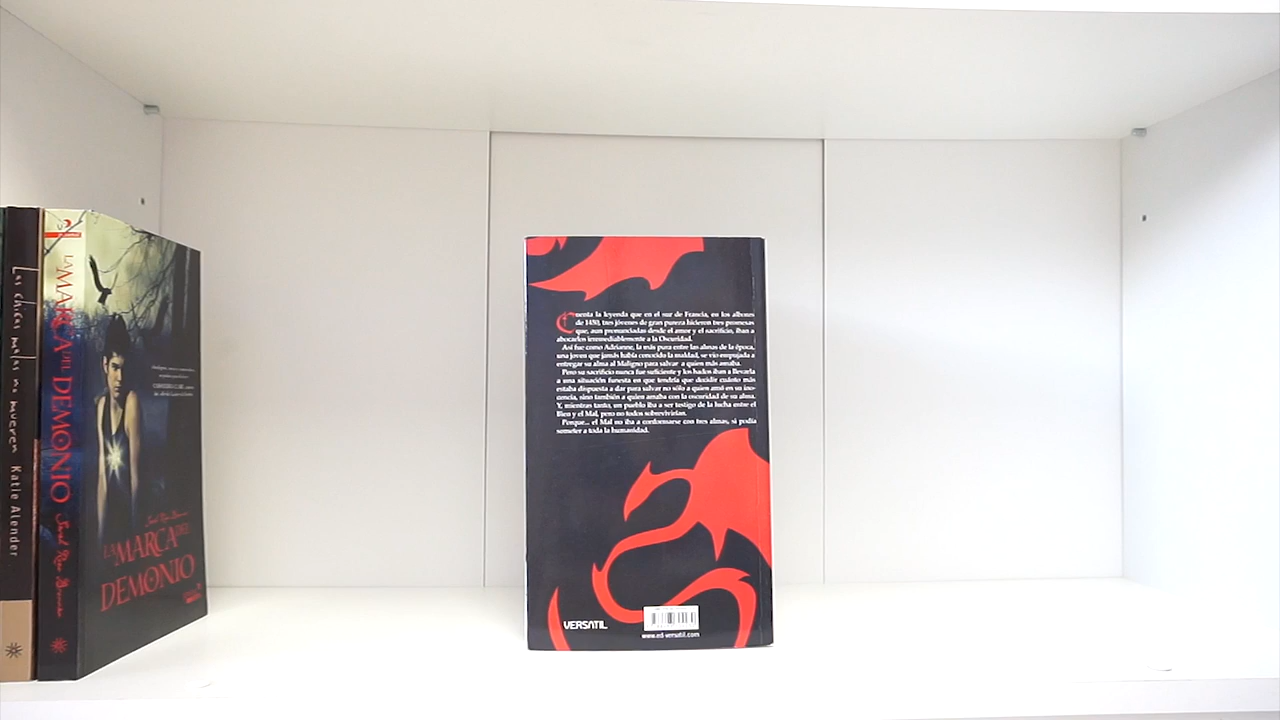 Las chicas malas no mueren Katie Alender
LA MARCA DEL DEMONIO Sarah Rees Brennan
LA MARCA DEL
DEMONIO
Cuenta la leyenda que en el sur de Francia, en los albores
de 1450, tres jóvenes de gran pureza hicieron tres promesas
que, aun pronunciadas desde el amor y el sacrificio, iban a
abocarlos irremediablemente a la Oscuridad.
Así fue como Adrianne, la más pura entre las almas de la época,
una joven que jamás había conocido la maldad, se vio empujada a
entregar su alma al Maligno para salvar a quien más amaba.
Pero su sacrificio nunca fue suficiente y los hados iban a llevarla
a una situación funesta en que tendría que decidir cuánto más
estaba dispuesta a dar para salvar no sólo a quien amó en su ino-
cencia, sino también a quien amaba con la oscuridad de su alma.
Y, mientras tanto, un pueblo iba a ser testigo de la lucha entre el
Bien y el Mal, pero no todos sobrevivirían.
Porque... el Mal no iba a conformarse con tres almas, si podía
someter a toda la humanidad.
VERSATIL
www.ed-versatil.com